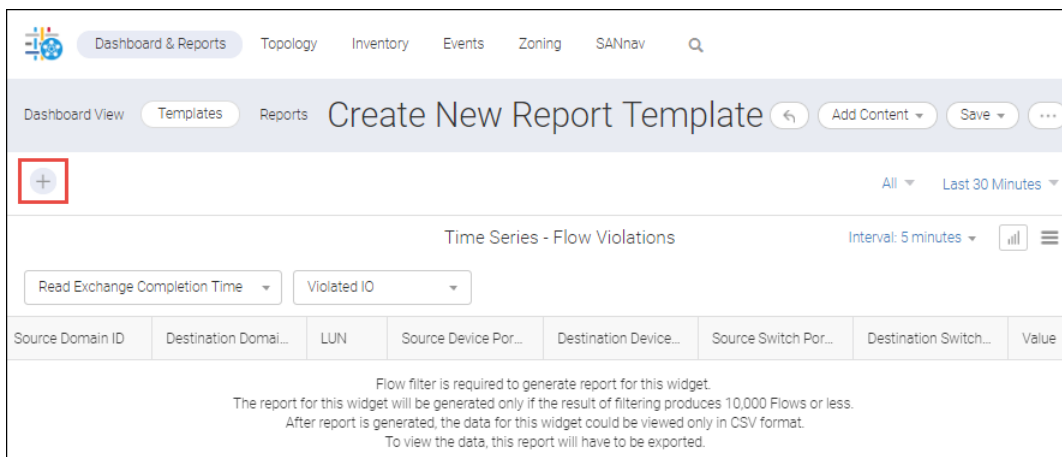 Dashboard & Reports Topology Inventory Events Zoning SANnav
Dashboard View Templates Reports Create New Report Template Add Content Save ...
+
All Last 30 Minutes
Time Series - Flow Violations Interval: 5 minutes
Read Exchange Completion Time Violated IO
Source Domain ID Destination Domai... LUN Source Device Por... Destination Device... Source Switch Por... Destination Switch... Value
Flow filter is required to generate report for this widget.
The report for this widget will be generated only if the result of filtering produces 10,000 Flows or less.
After report is generated, the data for this widget could be viewed only in CSV format.
To view the data, this report will have to be exported.